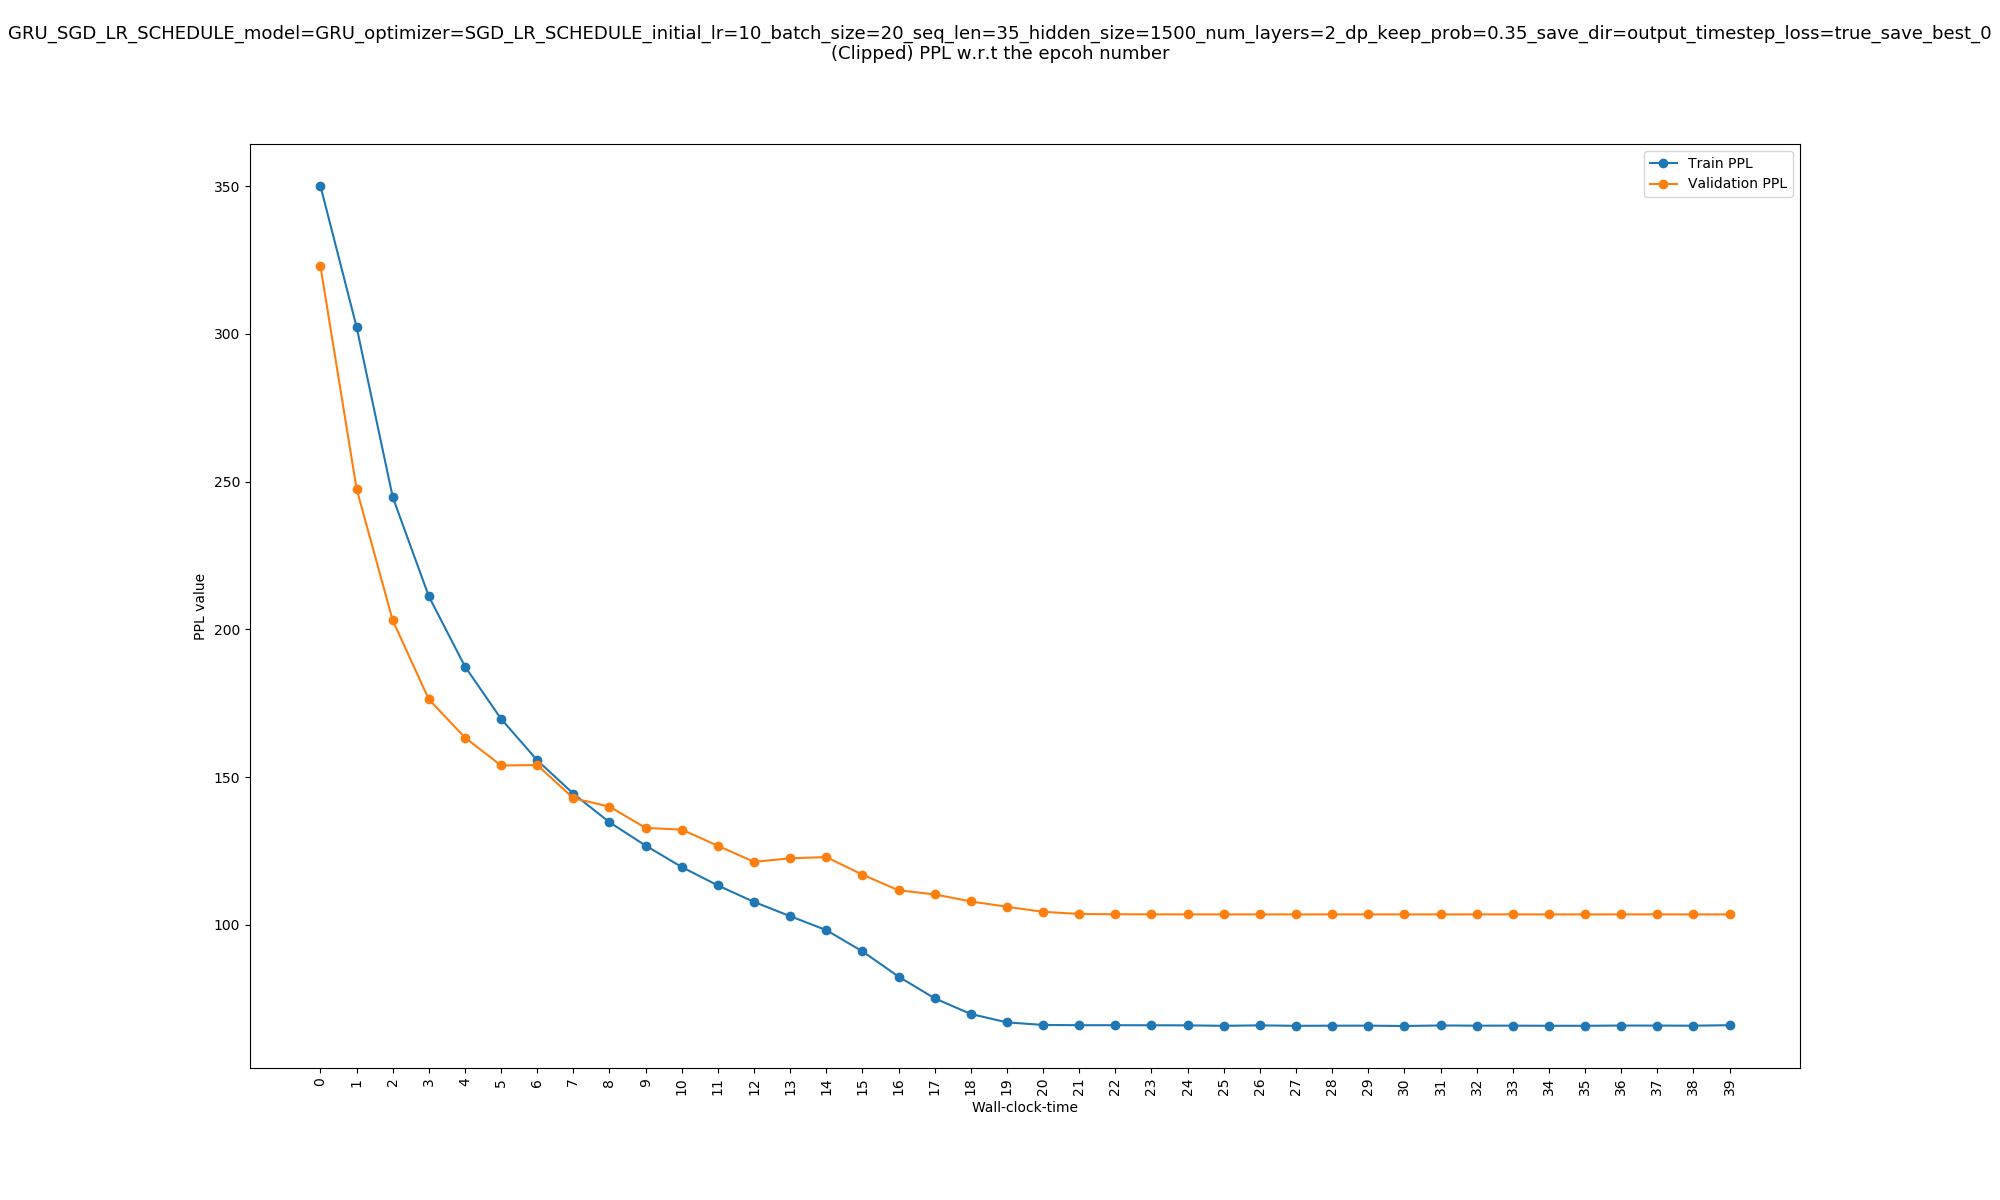 GRU_SGD_LR_SCHEDULE_model=GRU_optimizer=SGD_LR_SCHEDULE_initial_lr=10_batch_size=20_seq_len=35_hidden_size=1500_num_layers=2_dp_keep_prob=0.35_save_dir=output_timestep_loss=true_save_best_0
(Clipped) PPL w.r.t the epcoh number
Train PPL
Validation PPL
350
300
250
200
150
100
PPL value
0 1 2 3 4 5 6 7 8 9 10 11 12 13 14 15 16 17 18 19 20 21 22 23 24 25 26 27 28 29 30 31 32 33 34 35 36 37 38 39
Wall-clock-time